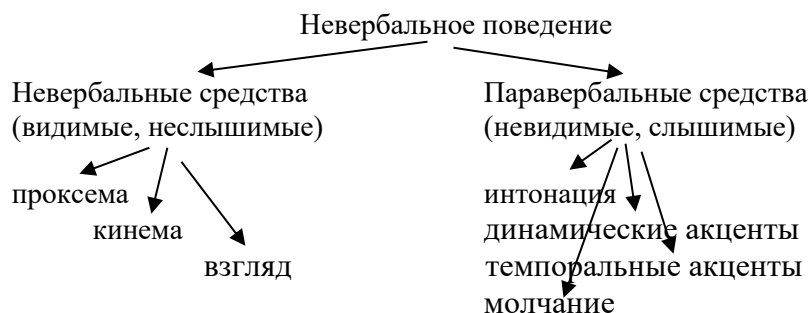 Невербальное поведение
Невербальные средства
(видимые, неслышимые)
Паравербальные средства
(невидимые, слышимые)
проксема
кинема
взгляд
интонация
динамические акценты
темпоральные акценты
молчание